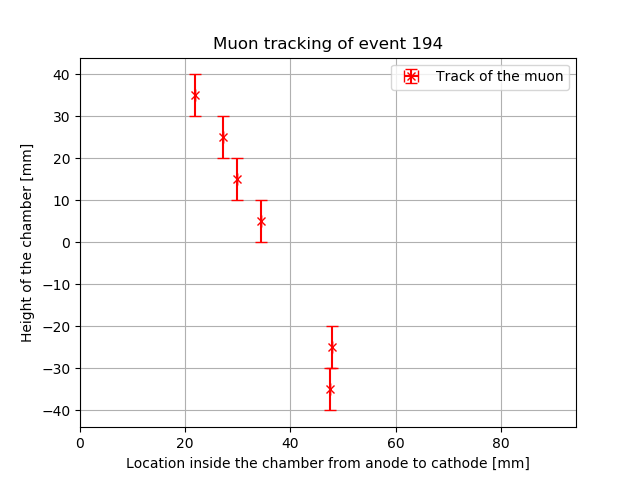 Muon tracking of event 194
Track of the muon
Height of the chamber [mm]
40
30
20
10
0
−10
−20
−30
−40
0 20 40 60 80
Location inside the chamber from anode to cathode [mm]